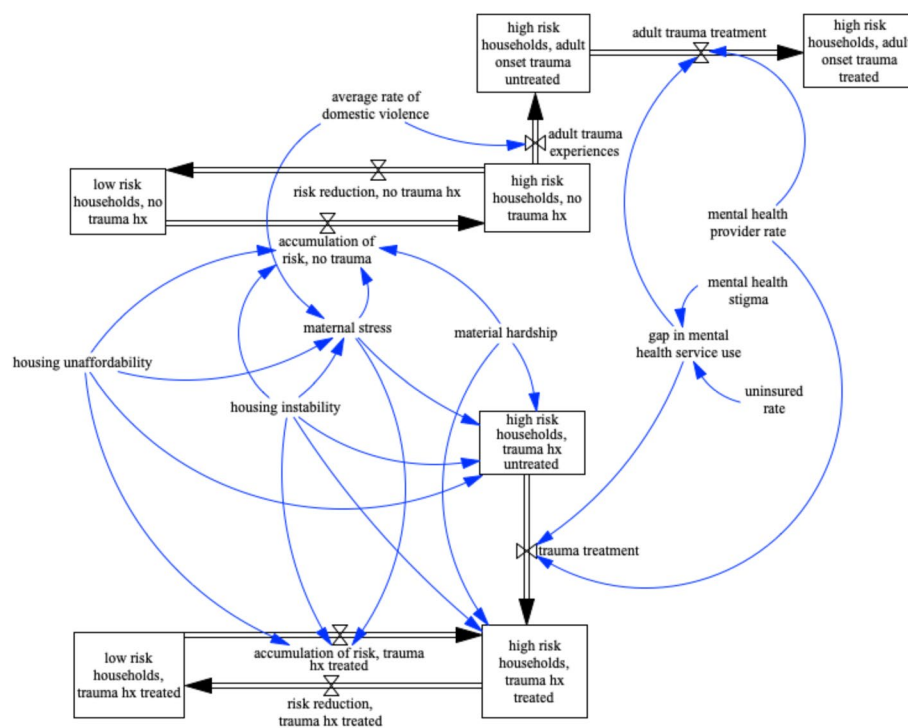 high risk
households, adult
onset trauma
untreated
adult trauma treatment
high risk
households, adult
onset trauma
treated
average rate of
domestic violence
adult trauma
experiences
low risk
households, no
trauma hx
risk reduction, no trauma hx
high risk
households, no
trauma hx
accumulation of
risk, no trauma
mental health
provider rate
mental health
stigma
maternal stress
material hardship
gap in mental
health service use
housing unaffordability
housing instability
uninsured
rate
high risk
households,
trauma hx
untreated
trauma treatment
low risk
households,
trauma hx treated
accumulation of risk, trauma
hx treated
risk reduction,
trauma hx treated
high risk
households,
trauma hx
treated